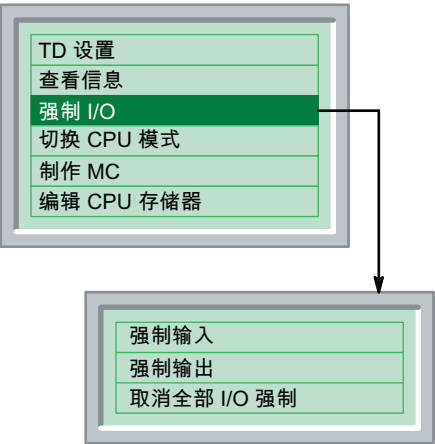 TD 设置
查看信息
强制 I/O
切换 CPU 模式
制作 MC
编辑 CPU 存储器
强制输入
强制输出
取消全部 I/O 强制